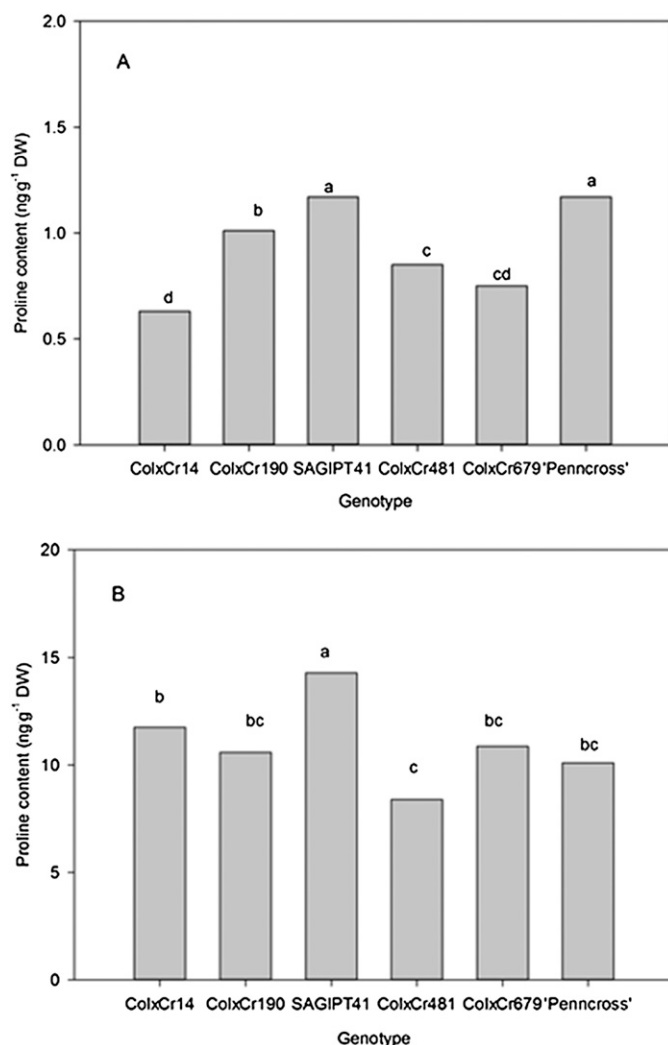 A
Proline content (ng g⁻¹ DW)
2.0
1.5
1.0
0.5
0.0
d
b
a
c
cd
a
ColxCr14 ColxCr190 SAGIPT41 ColxCr481 ColxCr679 'Penncross'
Genotype
B
Proline content (ng g⁻¹ DW)
20
15
10
5
0
b
bc
a
c
bc
bc
ColxCr14 ColxCr190 SAGIPT41 ColxCr481 ColxCr679 'Penncross'
Genotype